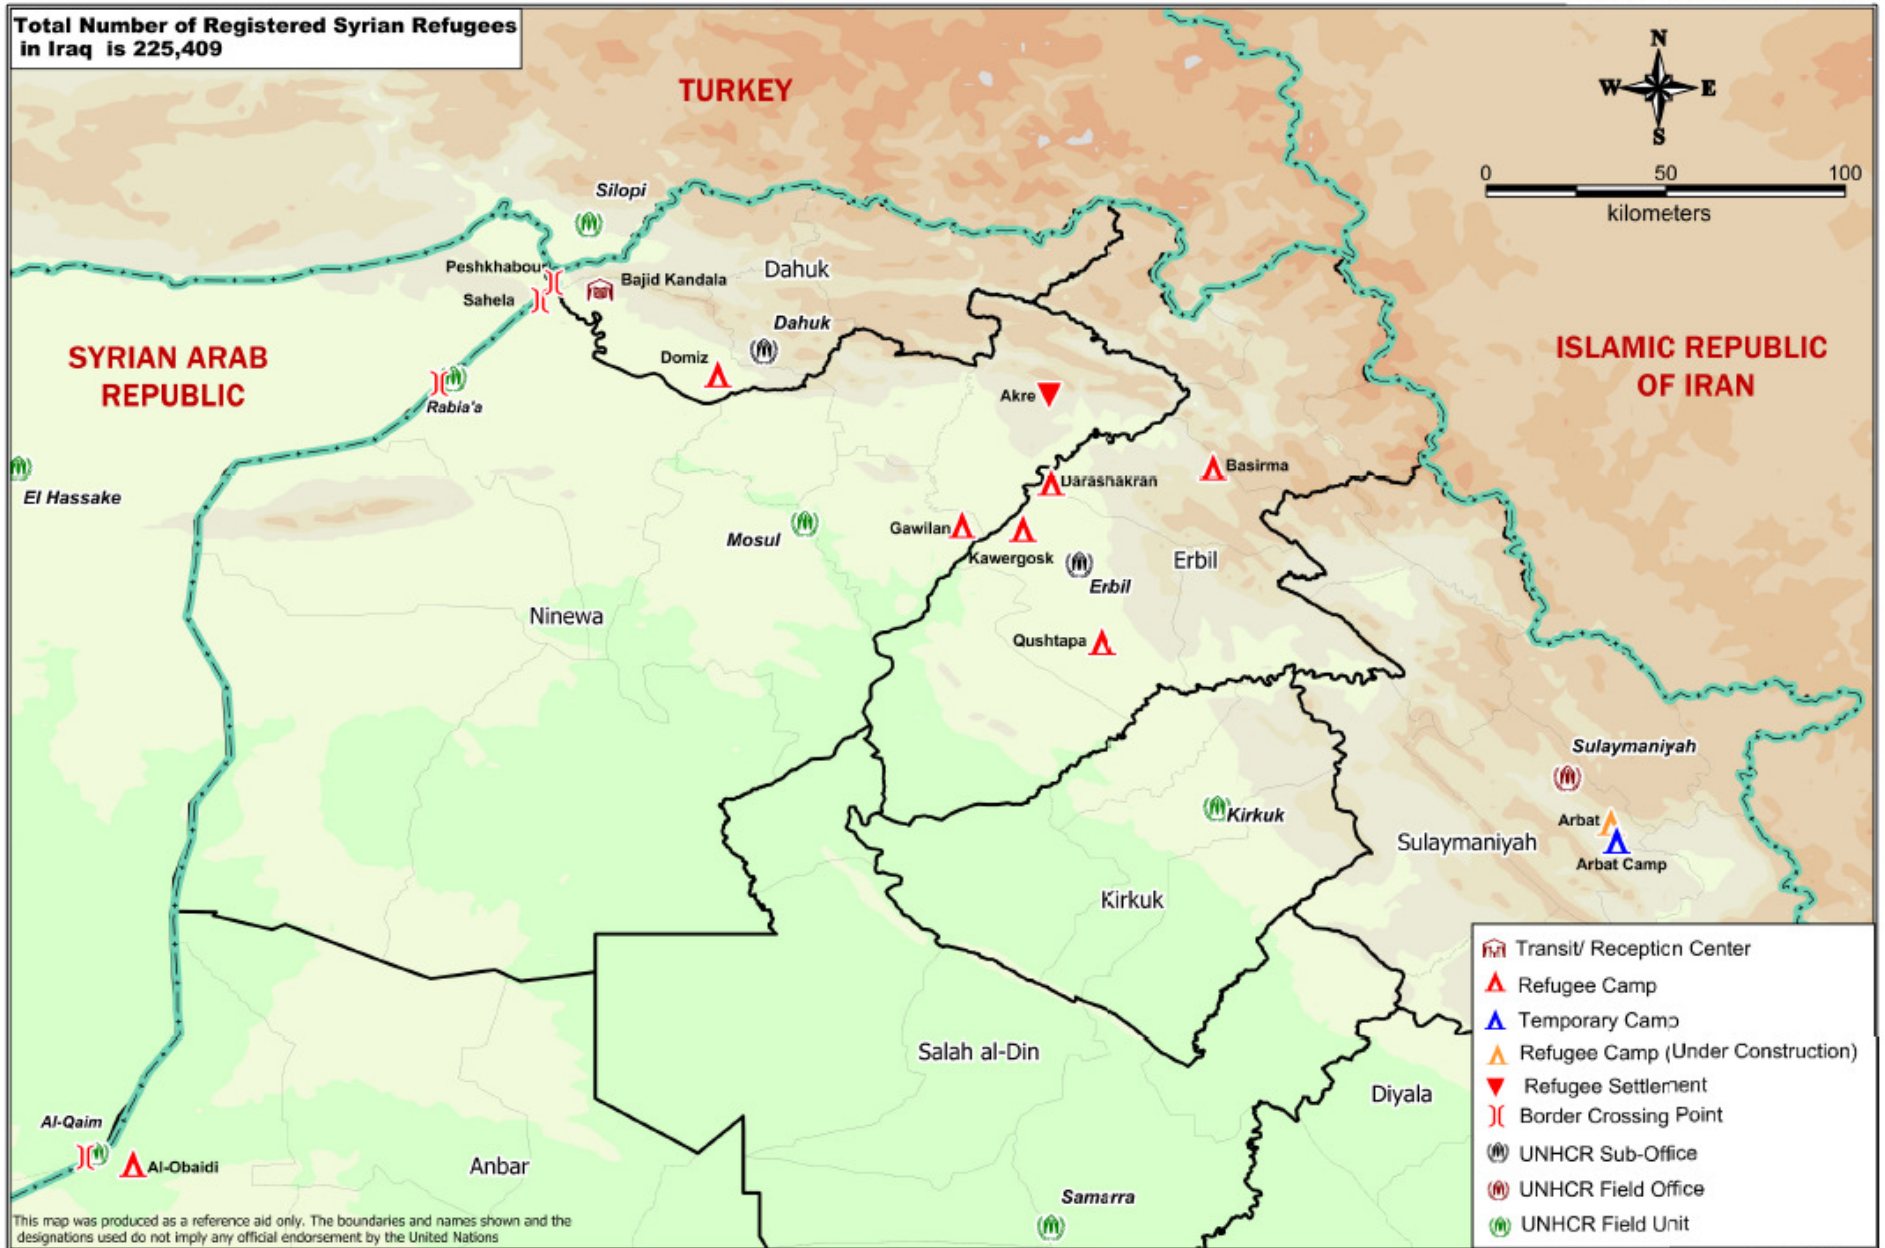 Total Number of Registered Syrian Refugees
in Iraq is 225,409
TURKEY
N
W
E
S
0
50
100
kilometers
Silopi
Peshkhabour
Sahela
Bajid Kandala
Dahuk
Dahuk
Domiz
SYRIAN ARAB
REPUBLIC
ISLAMIC REPUBLIC
OF IRAN
Rabia'a
Akre
El Hassake
Basirma
Darashakran
Mosul
Gawilan
Kawergosk
Erbil
Erbil
Ninewa
Qushtapa
Sulaymaniyah
Kirkuk
Arbat
Sulaymaniyah
Arbat Camp
Kirkuk
Salah al-Din
Diyala
Al-Qaim
Al-Obaidi
Anbar
Samarra
Transit/ Reception Center
Refugee Camp
Temporary Camp
Refugee Camp (Under Construction)
Refugee Settlement
Border Crossing Point
UNHCR Sub-Office
UNHCR Field Office
UNHCR Field Unit
This map was produced as a reference aid only. The boundaries and names shown and the
designations used do not imply any official endorsement by the United Nations